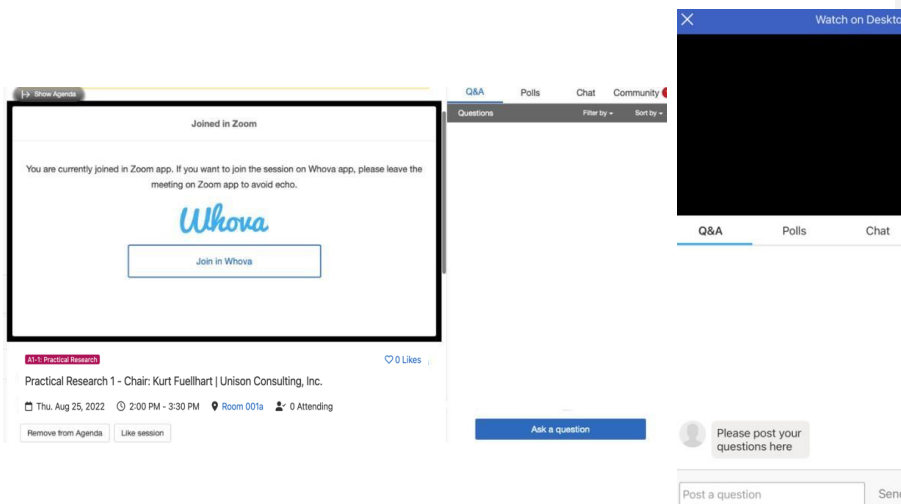 Show Agenda
Joined in Zoom
You are currently joined in Zoom app. If you want to join the session on Whova app, please leave the
meeting on Zoom app to avoid echo.
Whova
Join in Whova
A1-1: Practical Research
0 Likes
Practical Research 1 - Chair: Kurt Fuellhart | Unison Consulting, Inc.
Thu. Aug 25, 2022 2:00 PM - 3:30 PM Room 001a 0 Attending
Remove from Agenda Like session
Q&A Polls Chat Community
Questions Filter by Sort by
Ask a question
Watch on Deskto
Q&A Polls Chat
Please post your
questions here
Post a question Send